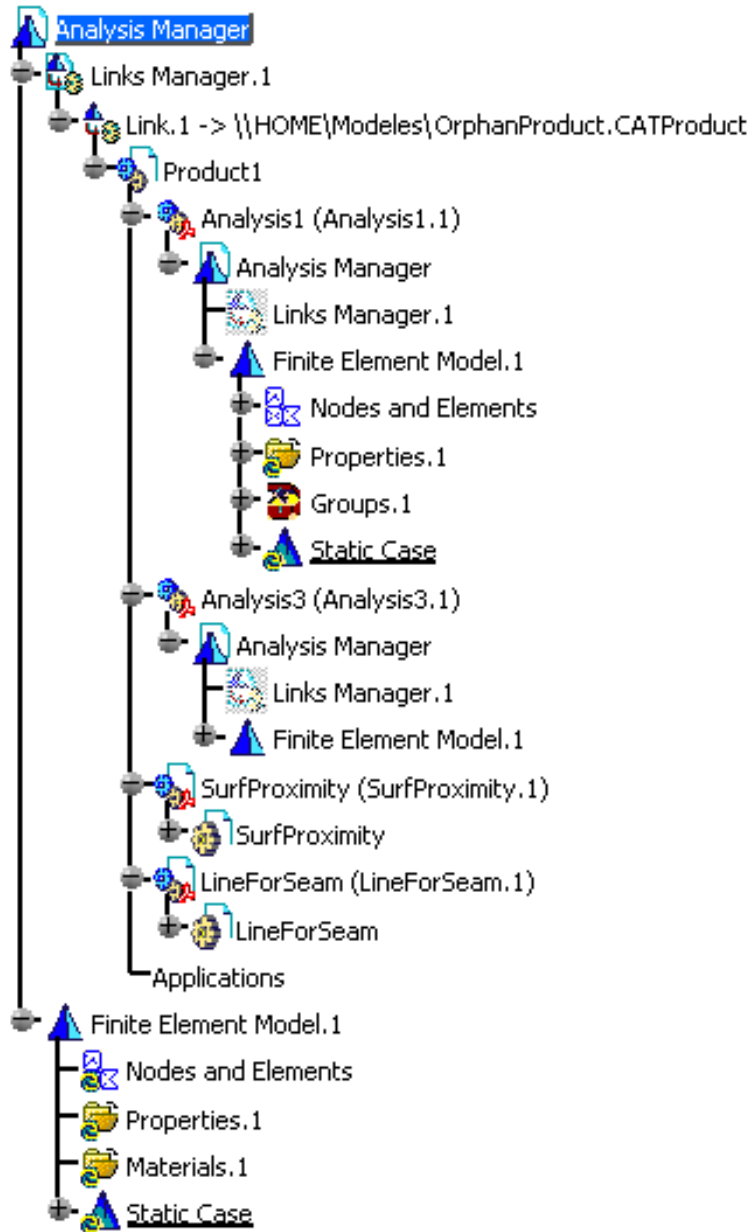 Analysis Manager
Links Manager.1
Link.1 -> \\HOME\Modeles\OrphanProduct.CATProduct
Product1
Analysis1 (Analysis1.1)
Analysis Manager
Links Manager.1
Finite Element Model.1
Nodes and Elements
Properties.1
Groups.1
Static Case
Analysis3 (Analysis3.1)
Analysis Manager
Links Manager.1
Finite Element Model.1
SurfProximity (SurfProximity.1)
SurfProximity
LineForSeam (LineForSeam.1)
LineForSeam
Applications
Finite Element Model.1
Nodes and Elements
Properties.1
Materials.1
Static Case